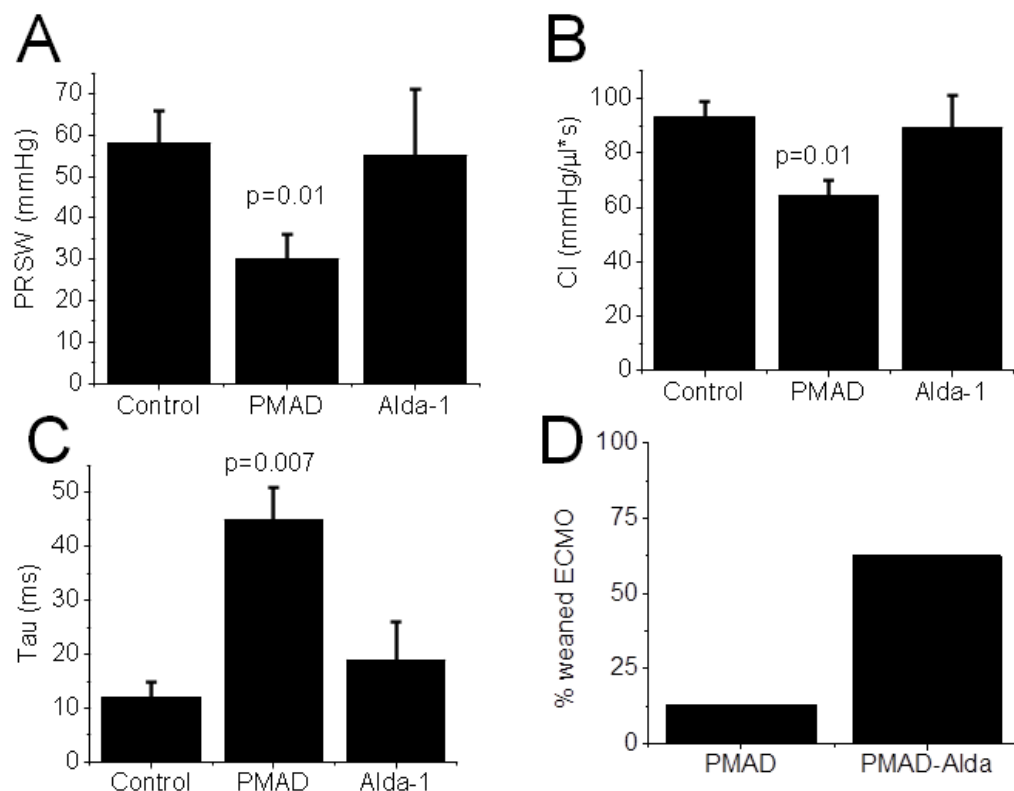 A
PRSW (mmHg)
70
60
50
40
30
20
10
0
p=0.01
Control PMAD Alda-1
B
CI (mmHg/μl*s)
100
80
60
40
20
0
p=0.01
Control PMAD Alda-1
C
Tau (ms)
50
40
30
20
10
0
p=0.007
Control PMAD Alda-1
D
% weaned ECMO
100
75
50
25
0
PMAD PMAD-Alda